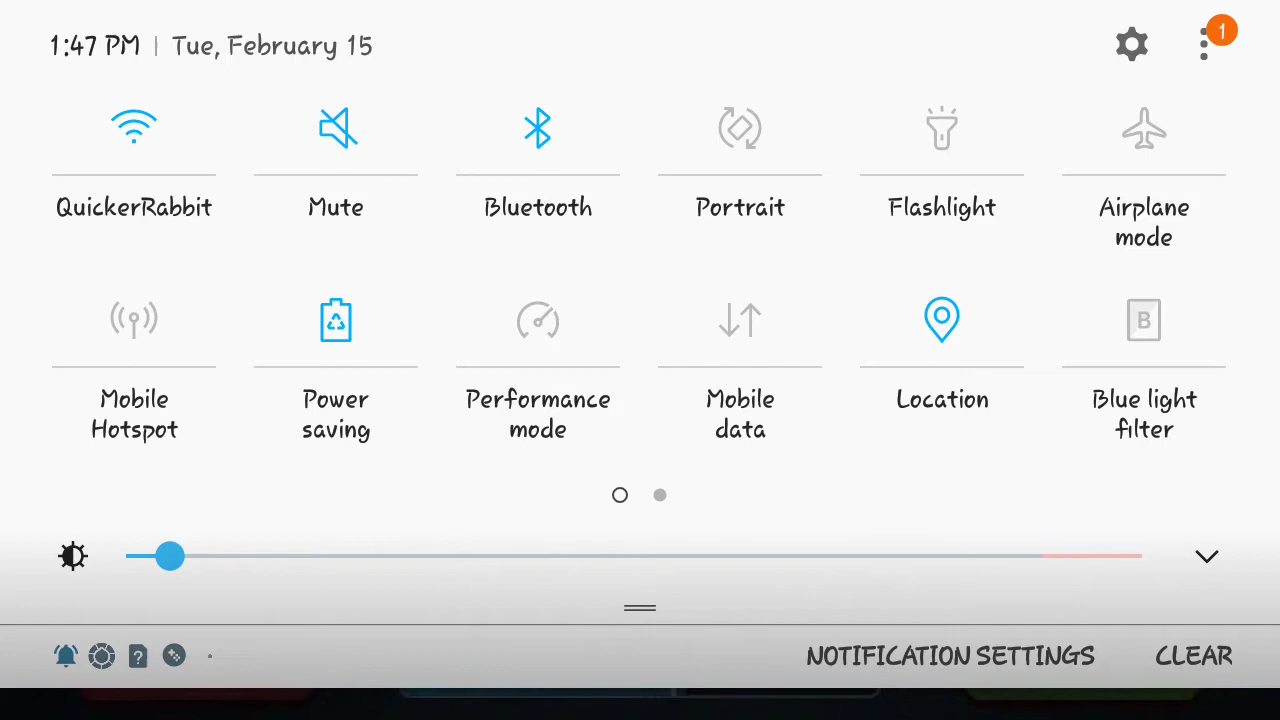 1:47 PM | Tue, February 15
1
QuickerRabbit
Mute
Bluetooth
Portrait
Flashlight
Airplane
mode
B
Mobile
Hotspot
Power
saving
Performance
mode
Mobile
data
Location
Blue light
filter
?
NOTIFICATION SETTINGS
CLEAR